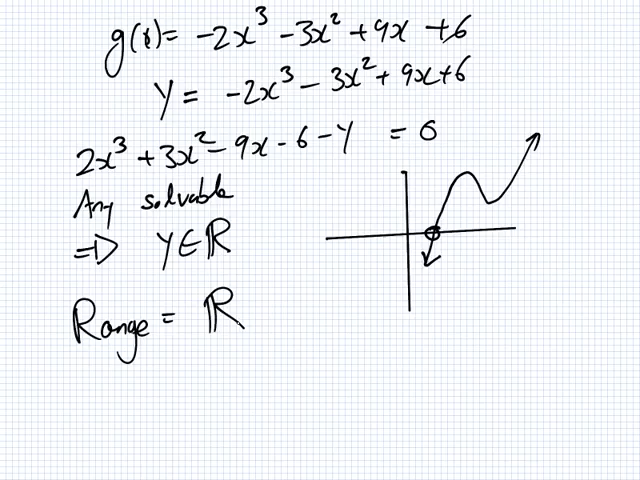 g(x) = -2x³ - 3x² + 9x + 6
Y = -2x³ - 3x² + 9x + 6
2x³ + 3x² - 9x - 6 - Y = 0
Any solvable
⇒ Y ∈ ℝ
Range = ℝ